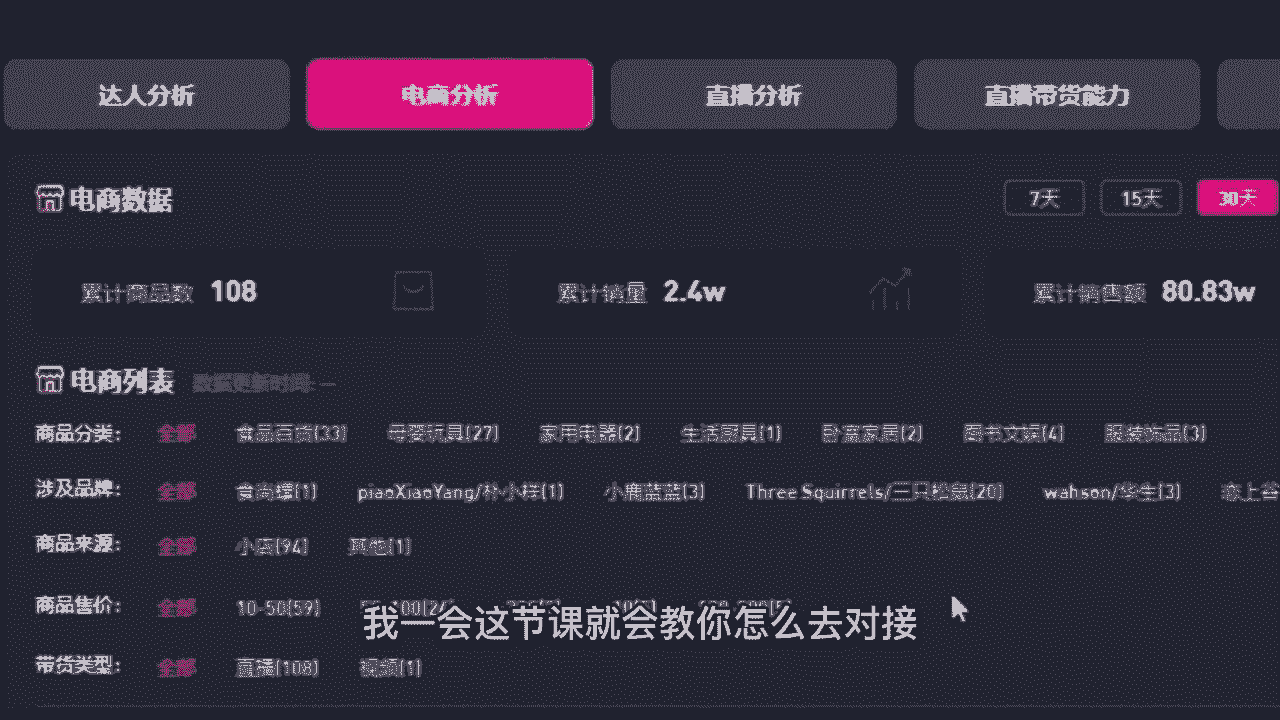 达人分析 电商分析 直播分析 直播带货能力
电商数据 7天 15天 30天
累计商品数 108 累计销量 2.4w 累计销售额 80.83w
电商列表 数据更新时间: —
商品分类: 全部 食品百货(33) 母婴玩具(27) 家用电器(2) 生活厨具(1) 卧室家居(2) 图书文娱(4) 服装饰品(3)
涉及品牌: 全部 piaoXiaoYang/朴小样(1) 小鹿蓝蓝(3) Three Squirrels/三只松鼠(20) wahson/华生(3)
商品来源: 全部 小店(94) 其他(1)
商品售价: 全部 10-50(59)
我一会这节课就会教你怎么去对接
带货类型: 全部 直播(108) 视频(1)